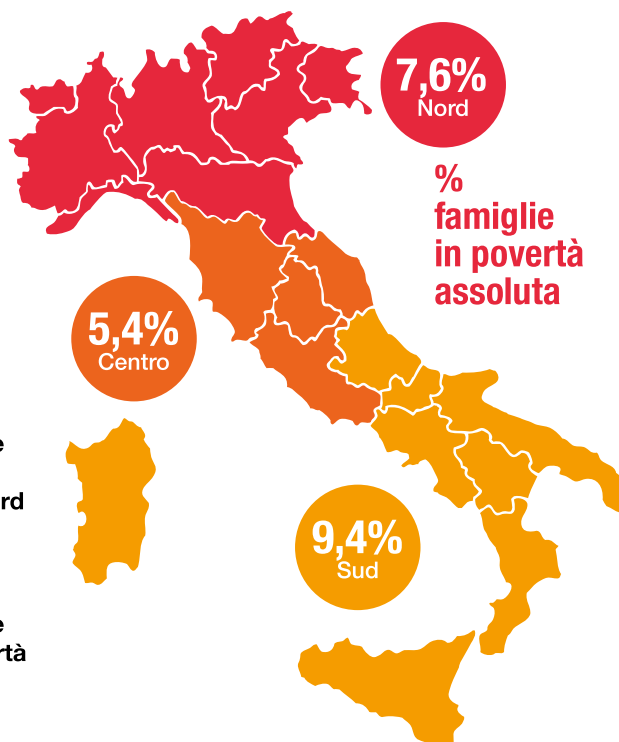 7,6%
Nord
%
famiglie
in povertà
assoluta
5,4%
Centro
9,4%
Sud